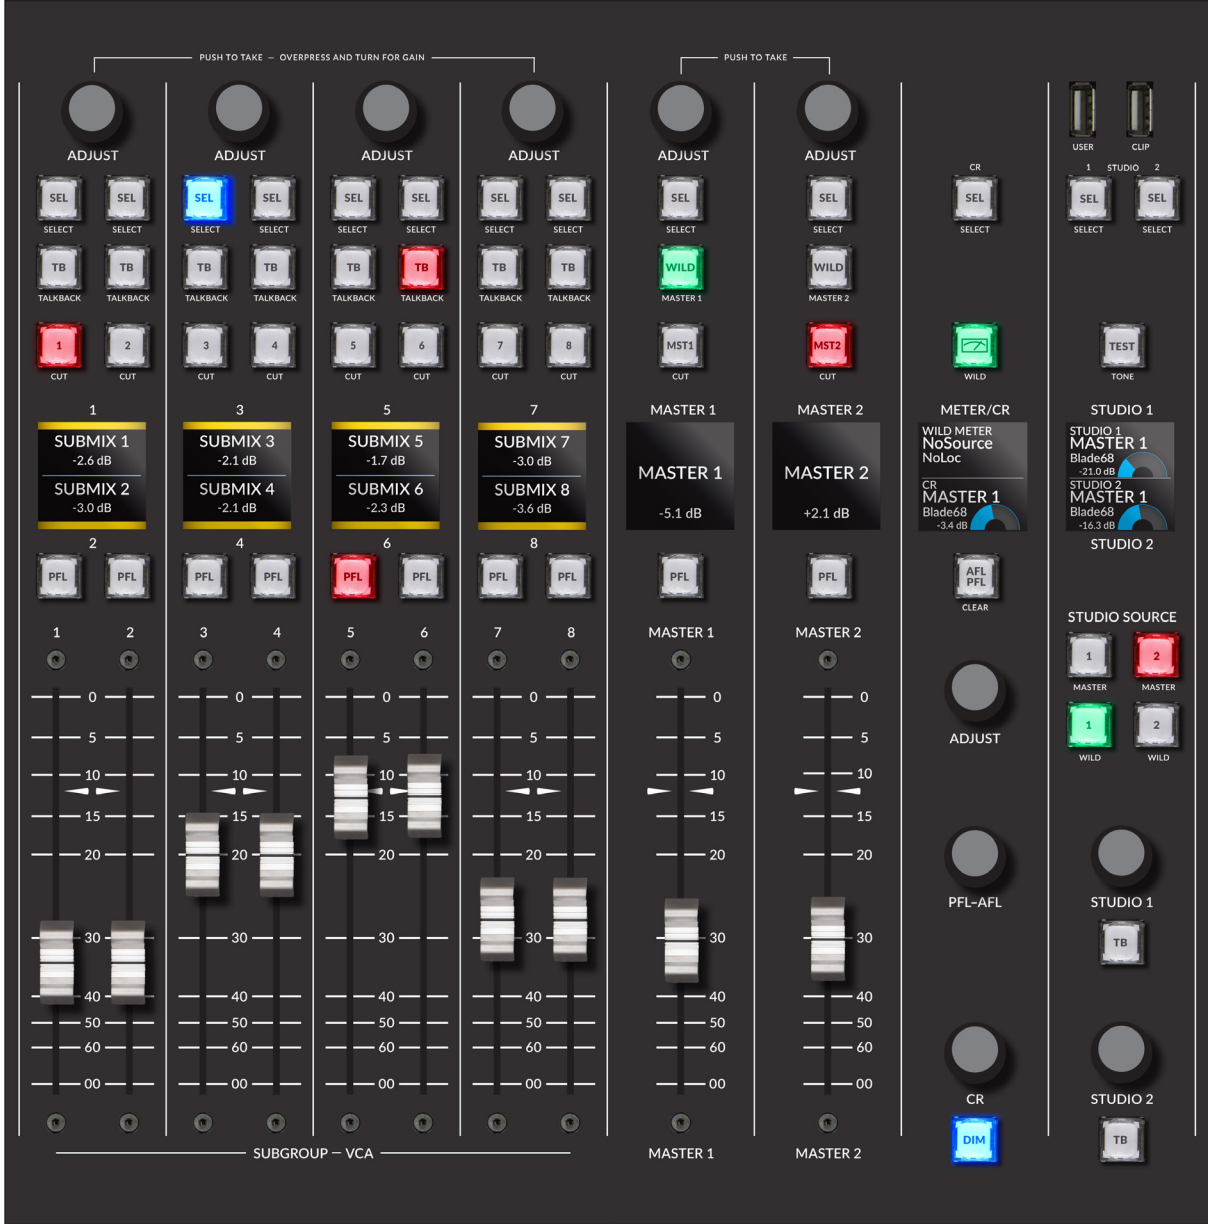 PUSH TO TAKE – OVERPRESS AND TURN FOR GAIN PUSH TO TAKE
ADJUST ADJUST ADJUST ADJUST ADJUST ADJUST USER CLIP
CR 1 STUDIO 2
SEL SEL SEL SEL SEL SEL SEL SEL SEL SEL SEL SEL SEL
SELECT SELECT SELECT SELECT SELECT SELECT SELECT SELECT SELECT SELECT SELECT SELECT SELECT
TB TB TB TB TB TB TB TB WILD WILD
TALKBACK TALKBACK TALKBACK TALKBACK TALKBACK TALKBACK TALKBACK TALKBACK MASTER 1 MASTER 2
1 2 3 4 5 6 7 8 MST1 MST2 TEST
CUT CUT CUT CUT CUT CUT CUT CUT CUT CUT WILD TONE
1 3 5 7 MASTER 1 MASTER 2 METER/CR STUDIO 1
SUBMIX 1
-2.6 dB
SUBMIX 2
-3.0 dB
SUBMIX 3
-2.1 dB
SUBMIX 4
-2.1 dB
SUBMIX 5
-1.7 dB
SUBMIX 6
-2.3 dB
SUBMIX 7
-3.0 dB
SUBMIX 8
-3.6 dB
MASTER 1
-5.1 dB
MASTER 2
+2.1 dB
WILD METER
NoSource
NoLoc
CR
MASTER 1
Blade68
-3.4 dB
STUDIO 1
MASTER 1
Blade68
-21.0 dB
STUDIO 2
MASTER 1
Blade68
-16.3 dB
2 4 6 8 STUDIO 2
PFL PFL PFL PFL PFL PFL PFL PFL PFL PFL AFL
PFL
CLEAR
1 2 3 4 5 6 7 8 MASTER 1 MASTER 2
STUDIO SOURCE
1 2
MASTER MASTER
1 2
WILD WILD
0 0 0 0 0 0
5 5 5 5 5 5
10 10 10 10 10 10
15 15 15 15 15 15
20 20 20 20 20 20
30 30 30 30 30 30
40 40 40 40 40 40
50 50 50 50 50 50
60 60 60 60 60 60
00 00 00 00 00 00
ADJUST
PFL–AFL
STUDIO 1
TB
CR
DIM
STUDIO 2
TB
SUBGROUP – VCA MASTER 1 MASTER 2